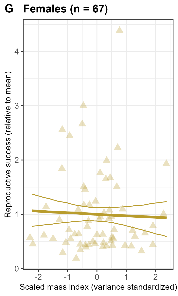 G Females (n = 67)
Reproductive success (relative to mean)
4
3
2
1
0
-2 -1 0 1 2
Scaled mass index (variance standardized)